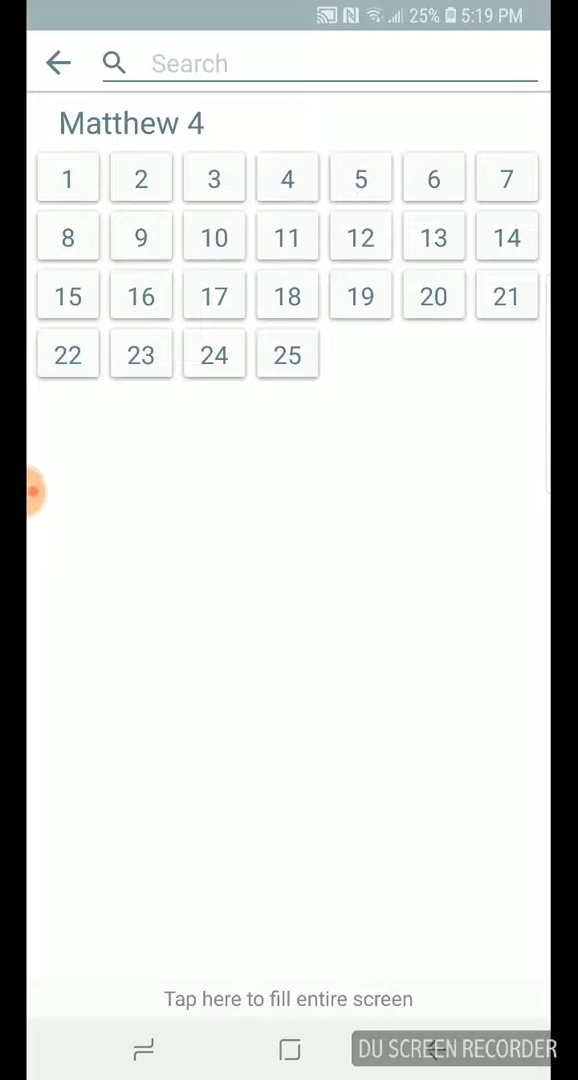 25% 5:19 PM
Search
Matthew 4
1 2 3 4 5 6 7
8 9 10 11 12 13 14
15 16 17 18 19 20 21
22 23 24 25
Tap here to fill entire screen
DU SCREEN RECORDER